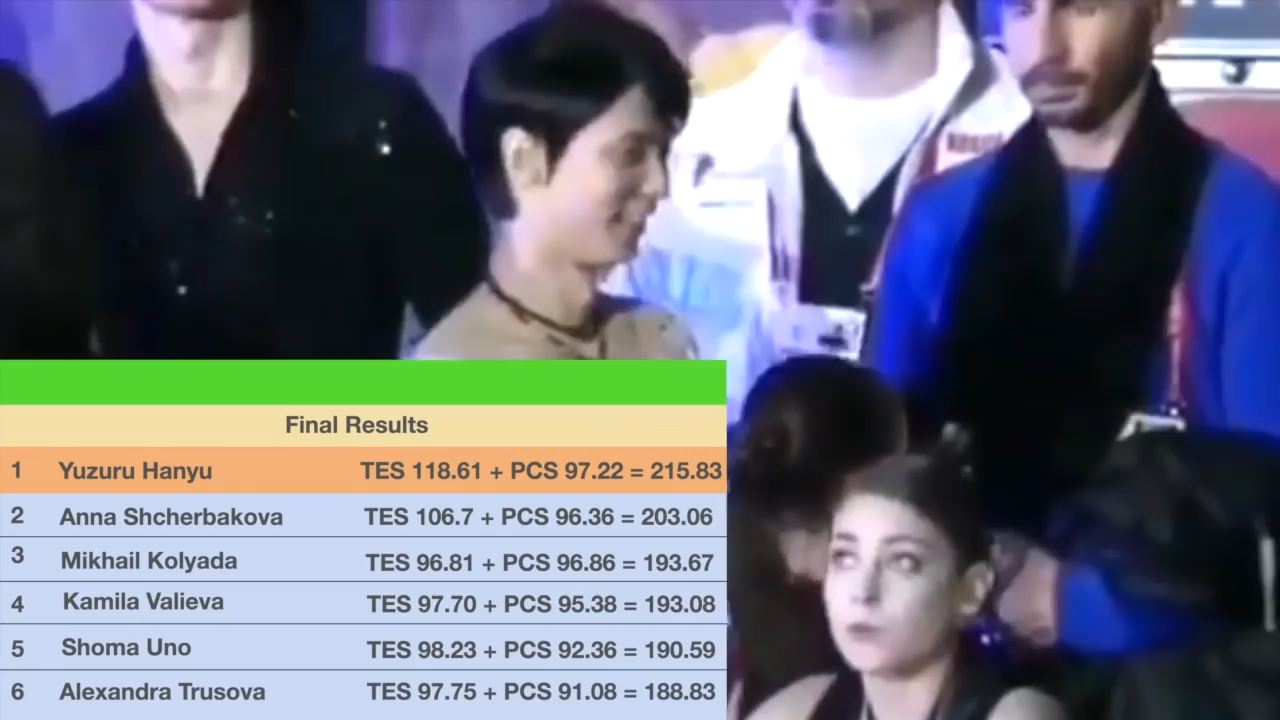 Final Results
1 Yuzuru Hanyu TES 118.61 + PCS 97.22 = 215.83
2 Anna Shcherbakova TES 106.7 + PCS 96.36 = 203.06
3 Mikhail Kolyada TES 96.81 + PCS 96.86 = 193.67
4 Kamila Valieva TES 97.70 + PCS 95.38 = 193.08
5 Shoma Uno TES 98.23 + PCS 92.36 = 190.59
6 Alexandra Trusova TES 97.75 + PCS 91.08 = 188.83